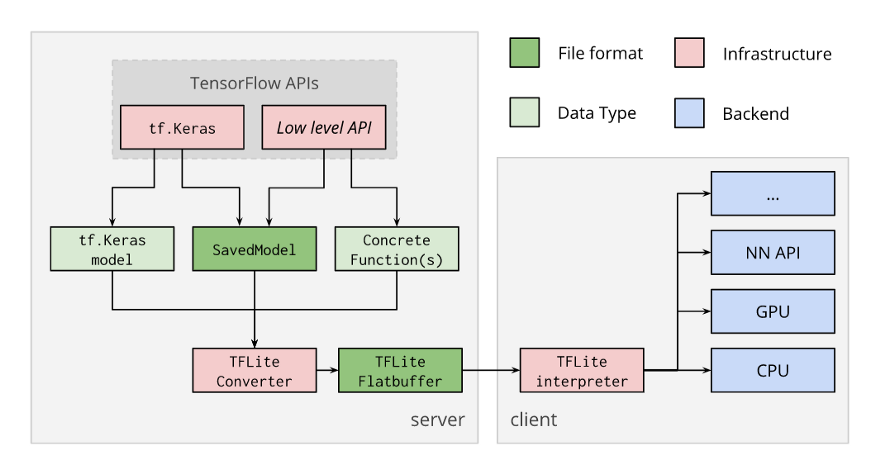 File format
Infrastructure
Data Type
Backend
TensorFlow APIs
tf.Keras
Low level API
tf.Keras
model
SavedModel
Concrete
Function(s)
TFLite
Converter
TFLite
Flatbuffer
server
TFLite
interpreter
...
NN API
GPU
CPU
client